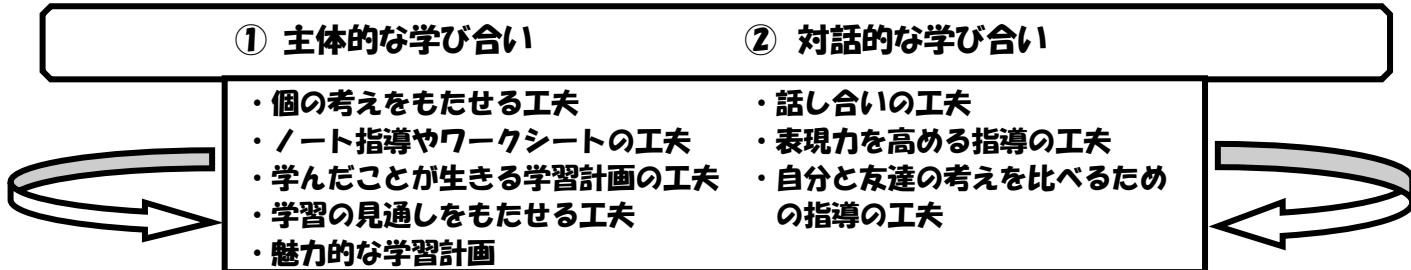 ① 主体的な学び合い
② 対話的な学び合い
・個の考えをもたせる工夫
・ノート指導やワークシートの工夫
・学んだことが生きる学習計画の工夫
・学習の見通しをもたせる工夫
・魅力的な学習計画
・話し合いの工夫
・表現力を高める指導の工夫
・自分と友達の考えを比べるため
の指導の工夫